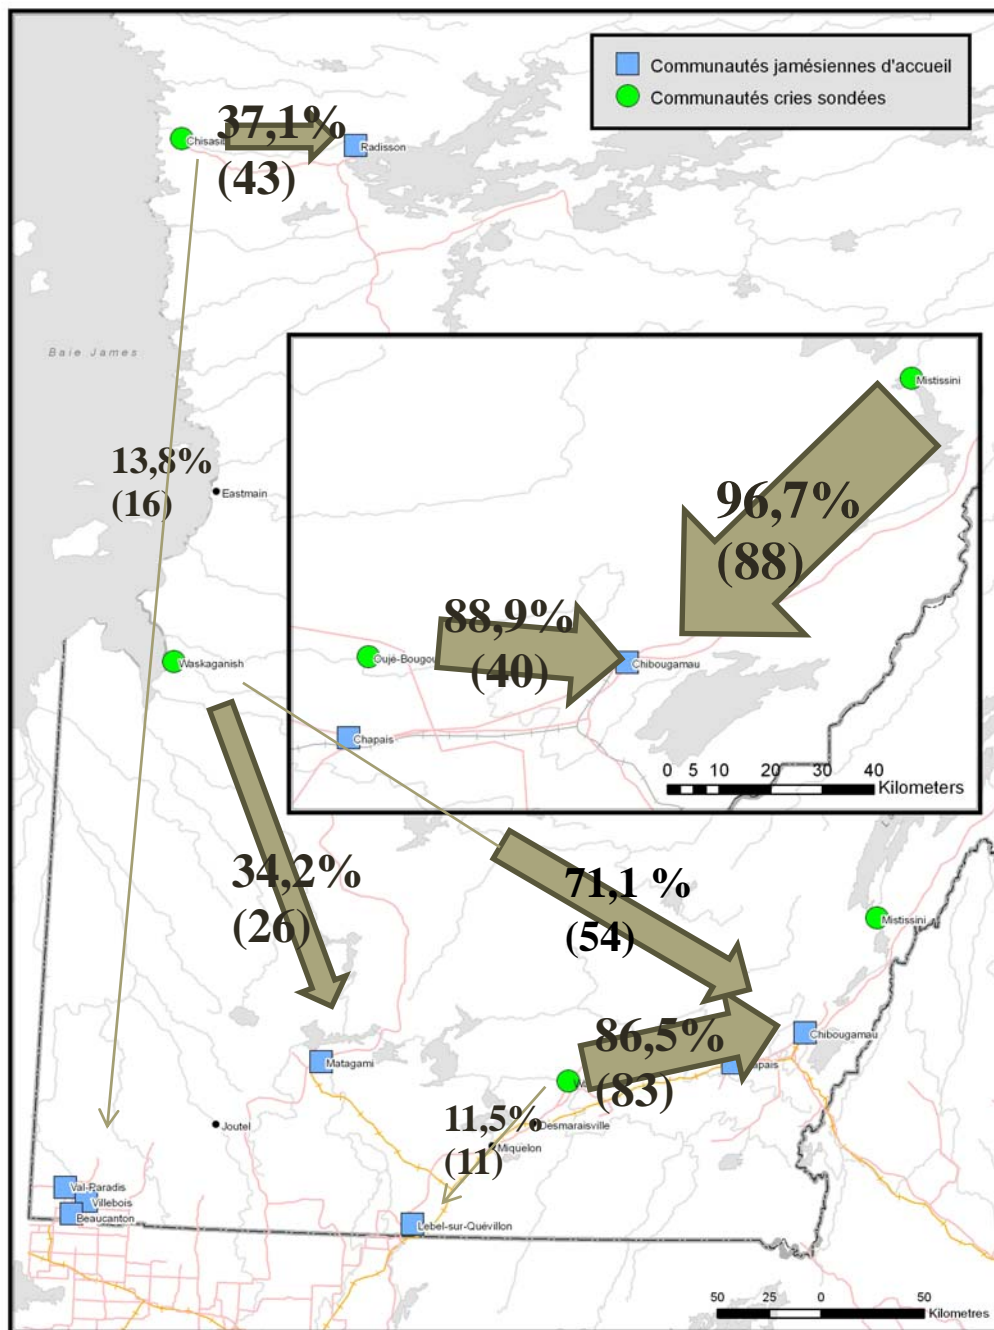 Communautés jamésiennes d'accueil
Communautés cries sondées
37,1%
(43)
Radisson
Baie James
Mistissini
13,8%
(16)
Eastmain
96,7%
(88)
88,9%
(40)
Chibougamau
Waskaganish
Chapais
0 5 10 20 30 40
Kilometers
34,2%
(26)
71,1 %
(54)
Mistissini
86,5%
(83)
Chibougamau
Matagami
11,5%
(11)
Joutel
Desmaraisville
Miquelon
Val-Paradis
Villebois
Beaucanton
Lebel-sur-Quévillon
50 25 0 50
Kilometres